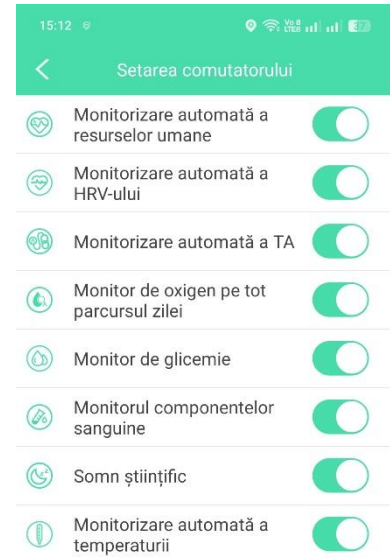 15:12
Setarea comutatorului
Monitorizare automată a
resurselor umane
Monitorizare automată a
HRV-ului
Monitorizare automată a TA
Monitor de oxigen pe tot
parcursul zilei
Monitor de glicemie
Monitorul componentelor
sanguine
Somn științific
Monitorizare automată a
temperaturii